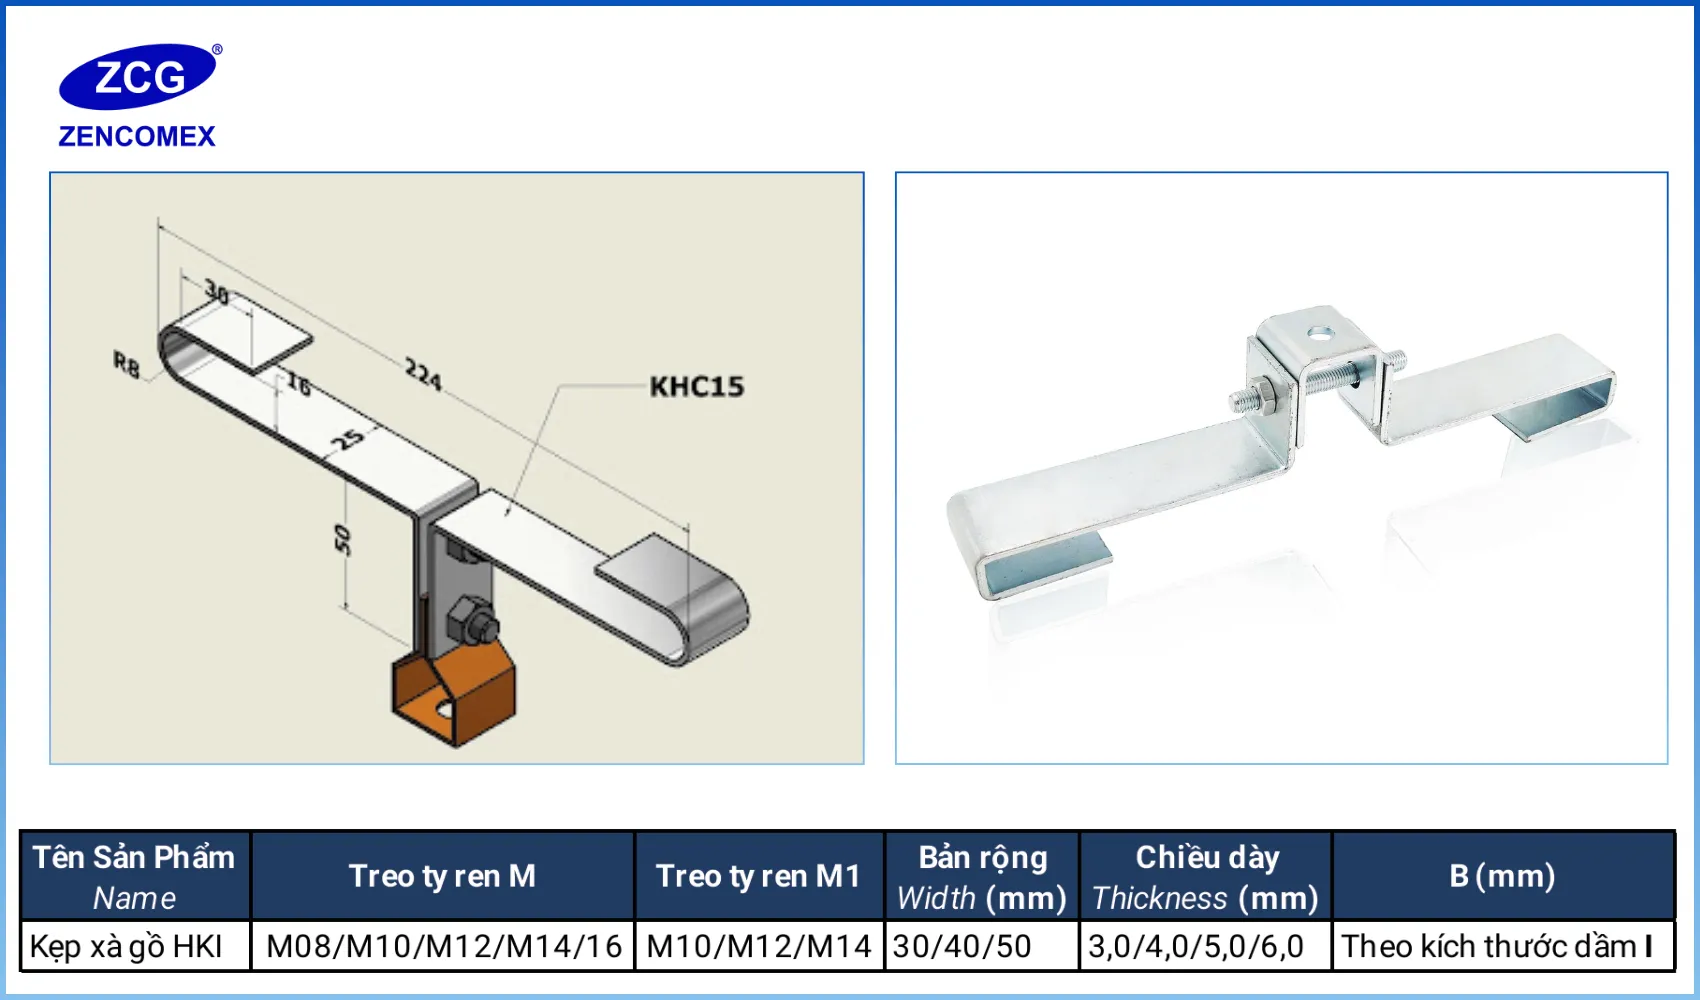 ZCG®
ZENCOMEX
30
R8
16
224
25
KHC15
50
Tên Sản Phẩm
Name
Treo ty ren M
Treo ty ren M1
Bản rộng
Width (mm)
Chiều dày
Thickness (mm)
B (mm)
Kẹp xà gồ HKI
M08/M10/M12/M14/16
M10/M12/M14
30/40/50
3,0/4,0/5,0/6,0
Theo kích thước dầm I